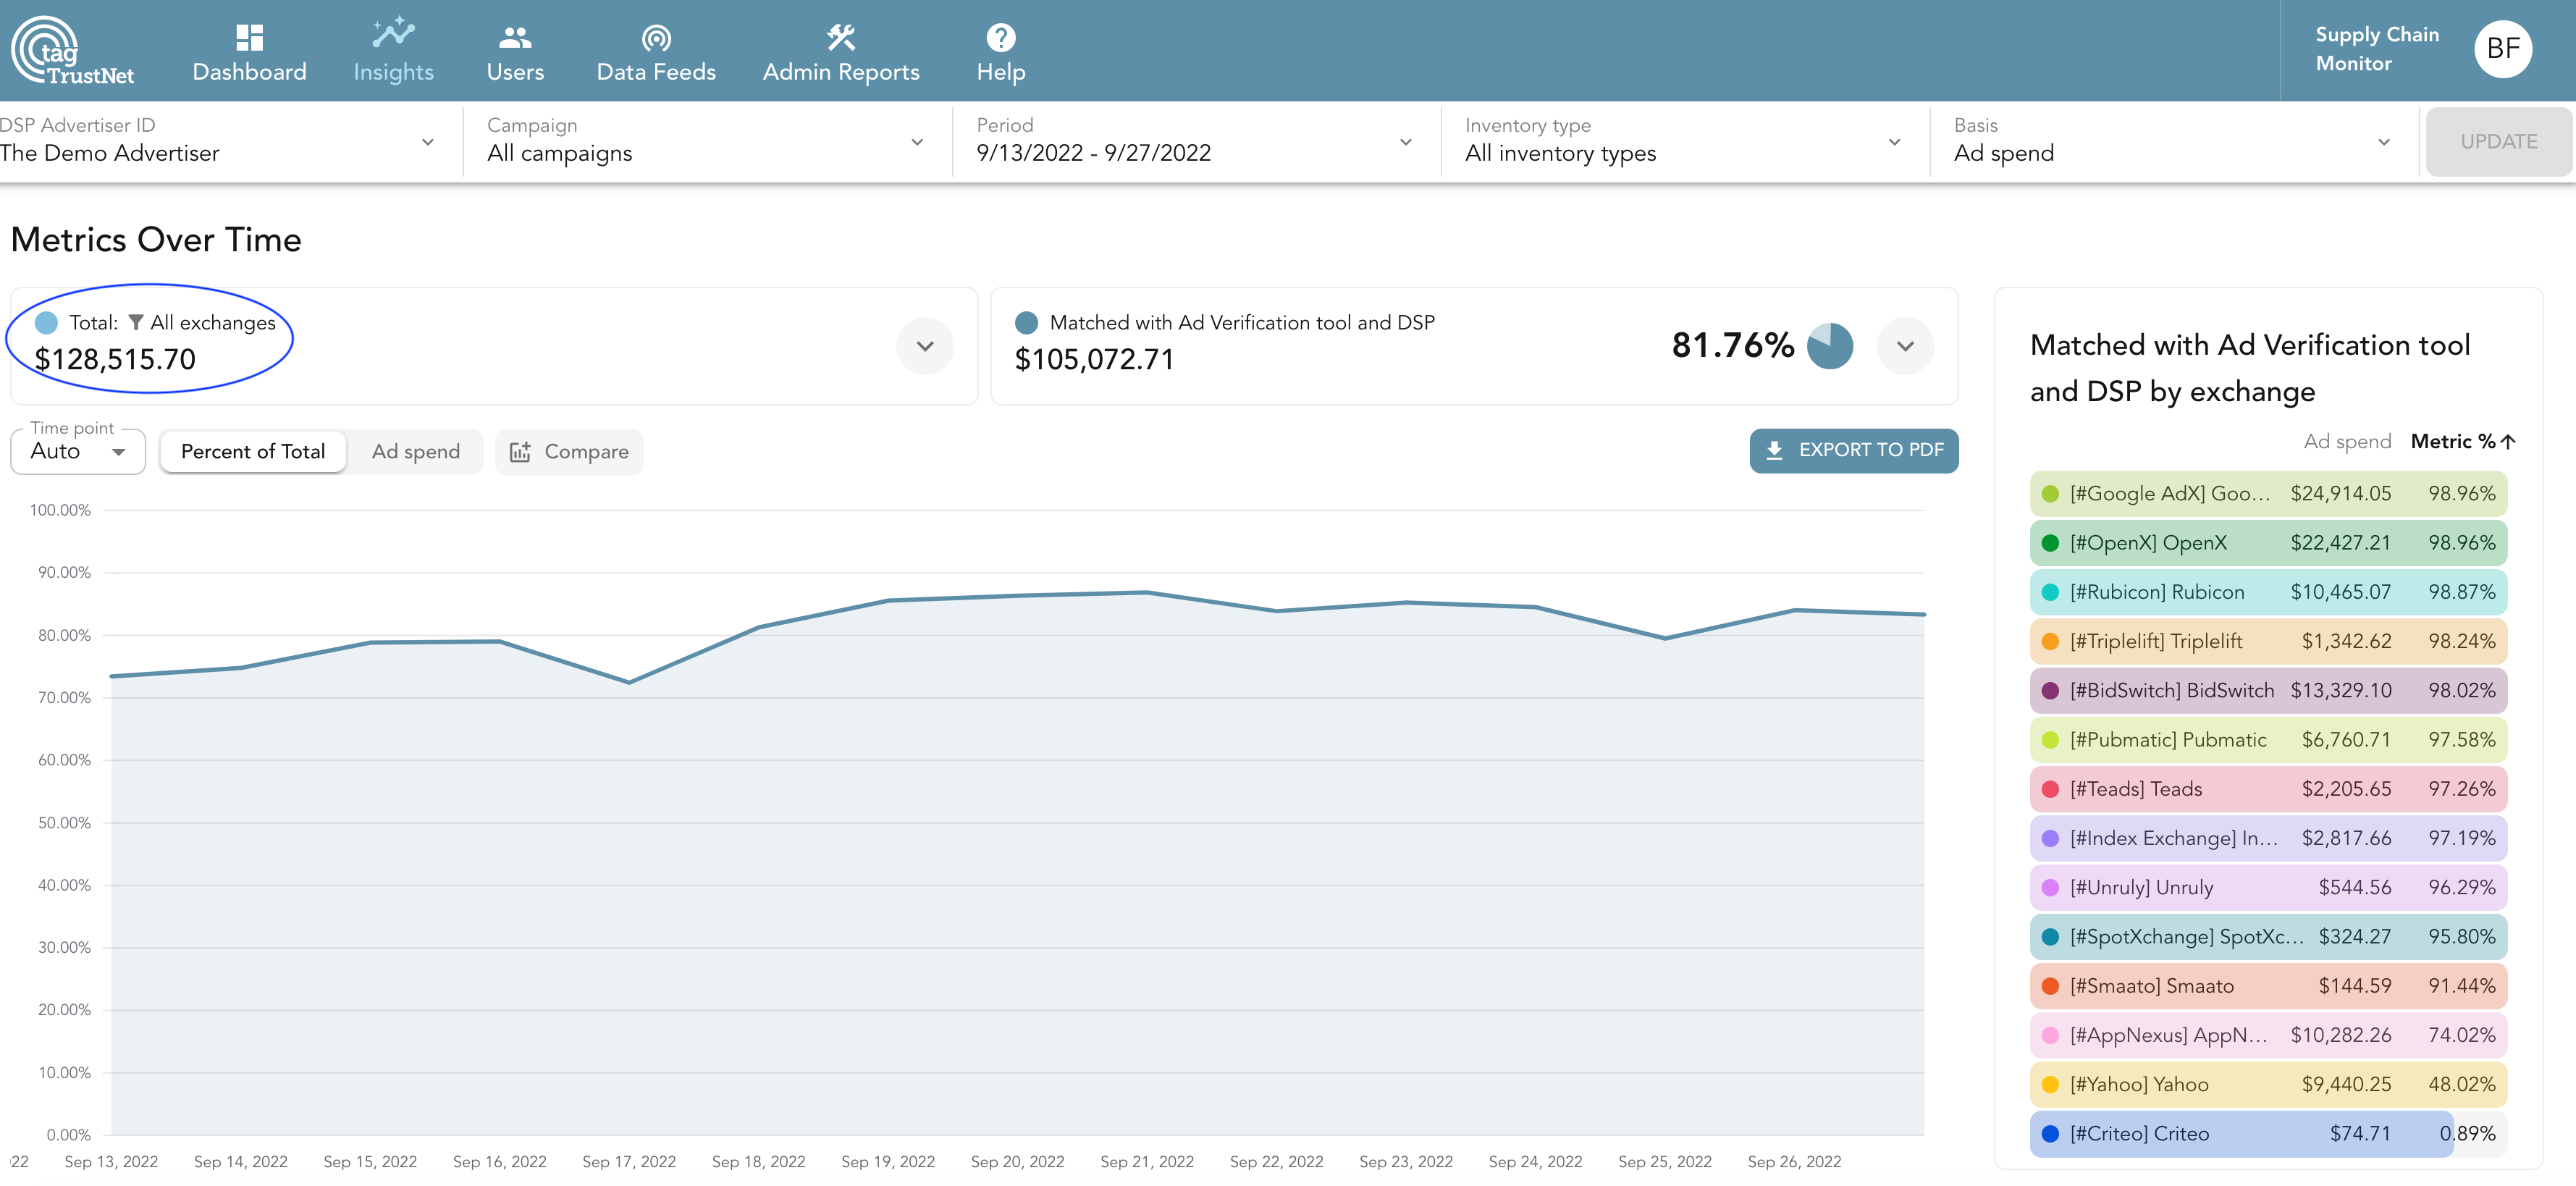 tag
TrustNet
Dashboard
Insights
Users
Data Feeds
Admin Reports
Help
Supply Chain
Monitor
BF
DSP Advertiser ID
The Demo Advertiser
Campaign
All campaigns
Period
9/13/2022 - 9/27/2022
Inventory type
All inventory types
Basis
Ad spend
UPDATE
Metrics Over Time
Total: All exchanges
$128,515.70
Matched with Ad Verification tool and DSP
$105,072.71
81.76%
Time point
Auto
Percent of Total
Ad spend
Compare
EXPORT TO PDF
100.00%
90.00%
80.00%
70.00%
60.00%
50.00%
40.00%
30.00%
20.00%
10.00%
0.00%
22 Sep 13, 2022 Sep 14, 2022 Sep 15, 2022 Sep 16, 2022 Sep 17, 2022 Sep 18, 2022 Sep 19, 2022 Sep 20, 2022 Sep 21, 2022 Sep 22, 2022 Sep 23, 2022 Sep 24, 2022 Sep 25, 2022 Sep 26, 2022
Matched with Ad Verification tool
and DSP by exchange
Ad spend Metric %
[#Google AdX] Goo... $24,914.05 98.96%
[#OpenX] OpenX $22,427.21 98.96%
[#Rubicon] Rubicon $10,465.07 98.87%
[#Triplelift] Triplelift $1,342.62 98.24%
[#BidSwitch] BidSwitch $13,329.10 98.02%
[#Pubmatic] Pubmatic $6,760.71 97.58%
[#Teads] Teads $2,205.65 97.26%
[#Index Exchange] In... $2,817.66 97.19%
[#Unruly] Unruly $544.56 96.29%
[#SpotXchange] SpotXc... $324.27 95.80%
[#Smaato] Smaato $144.59 91.44%
[#AppNexus] AppN... $10,282.26 74.02%
[#Yahoo] Yahoo $9,440.25 48.02%
[#Criteo] Criteo $74.71 0.89%